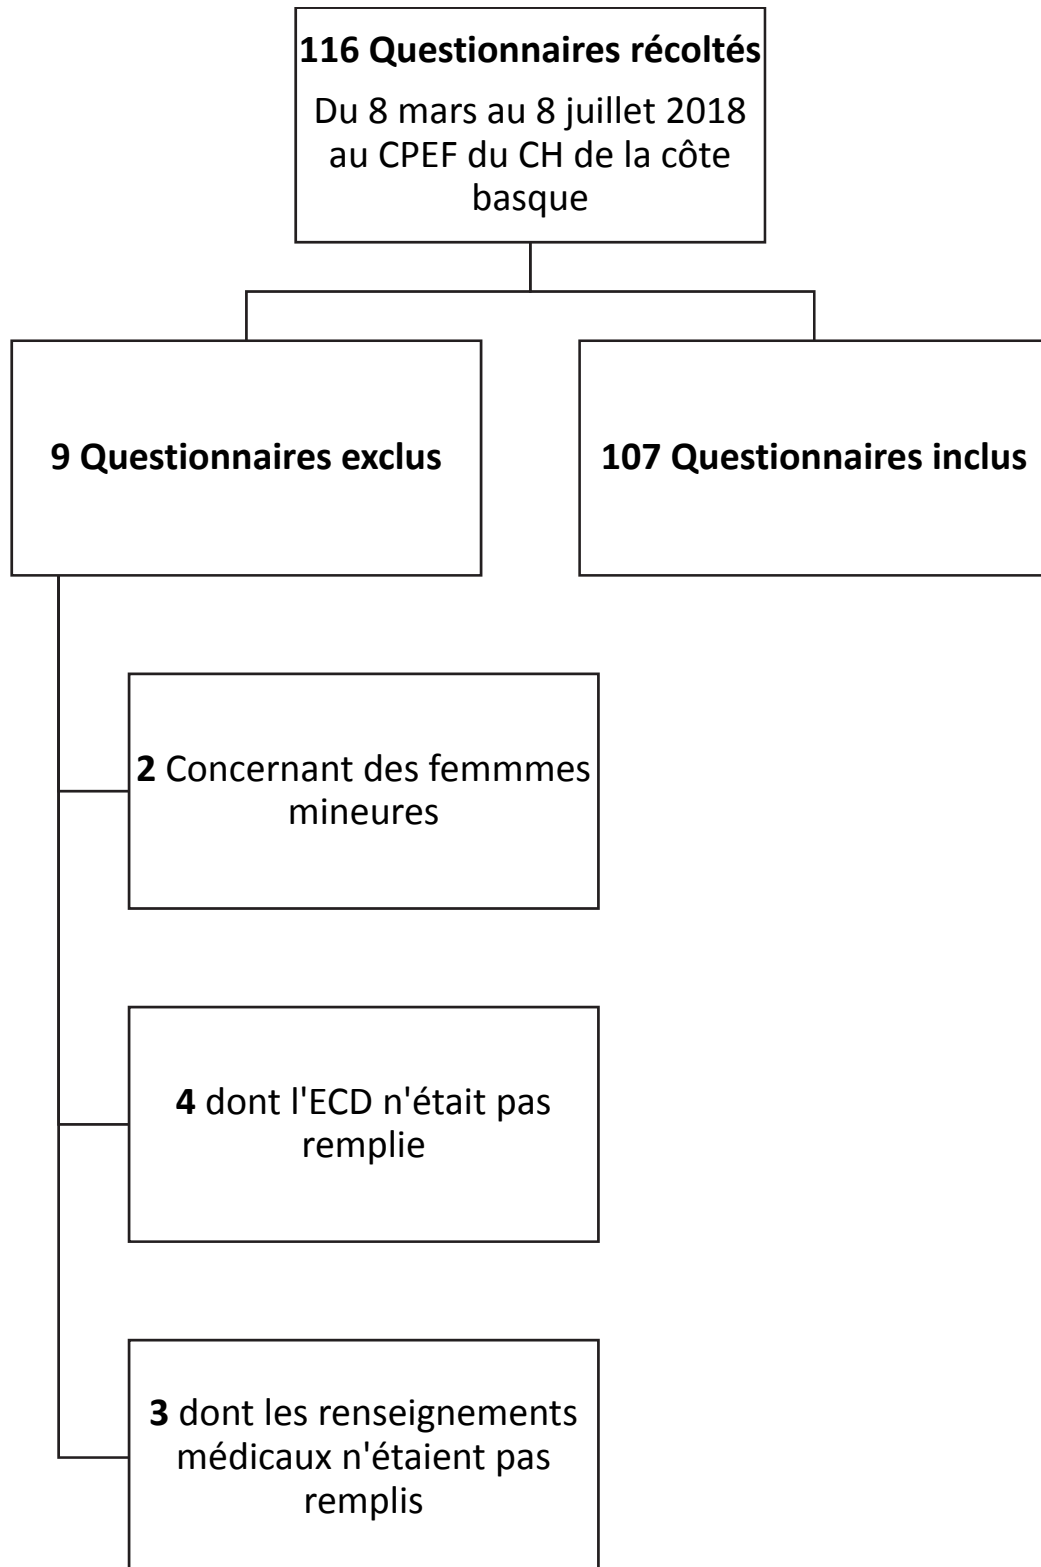 116 Questionnaires récoltés
Du 8 mars au 8 juillet 2018
au CPEF du CH de la côte
basque
9 Questionnaires exclus
107 Questionnaires inclus
2 Concernant des femmmes
mineures
4 dont l'ECD n'était pas
remplie
3 dont les renseignements
médicaux n'étaient pas
remplis